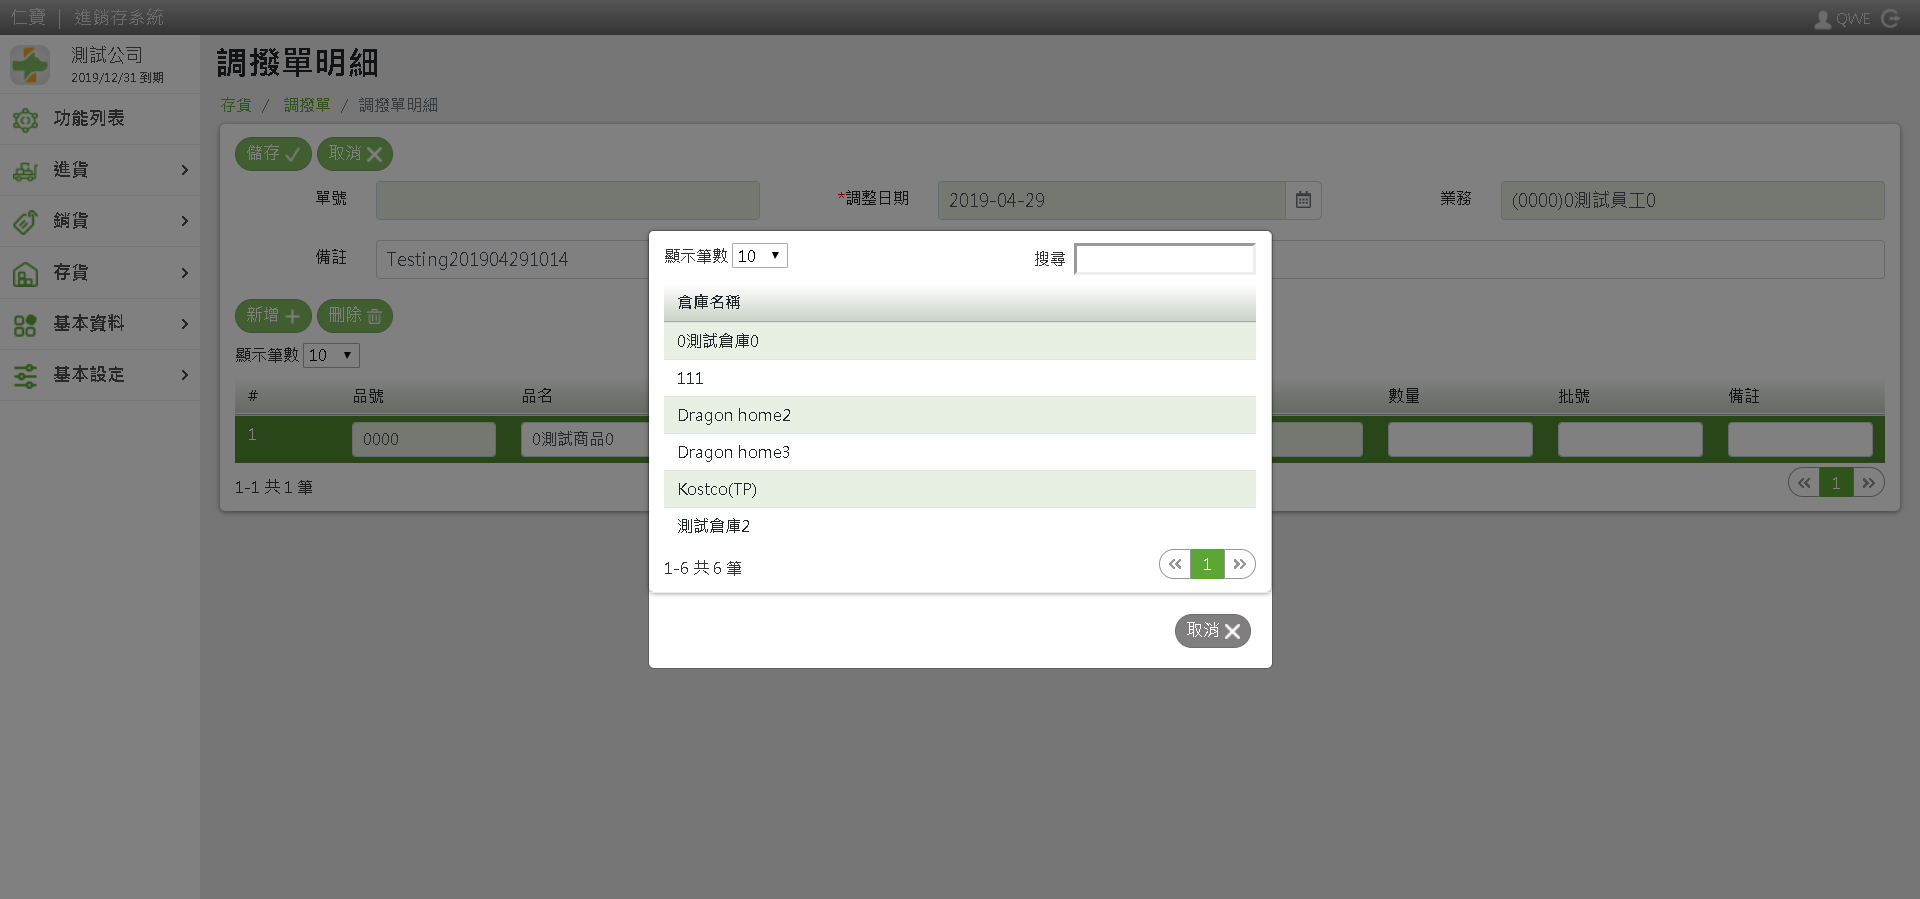 仁寶 | 進銷存系統
QWE
測試公司
2019/12/31 到期
功能列表
進貨
銷貨
存貨
基本資料
基本設定
調撥單明細
存貨 / 調撥單 / 調撥單明細
儲存 取消
單號
*調整日期 2019-04-29
業務 (0000)0測試員工0
備註 Testing201904291014
新增 刪除
顯示筆數 10
# 品號 品名 數量 批號 備註
1 0000 0測試商品0
1-1 共 1 筆
« 1 »
顯示筆數 10
搜尋
倉庫名稱
0測試倉庫0
111
Dragon home2
Dragon home3
Kostco(TP)
測試倉庫2
1-6 共 6 筆
« 1 »
取消